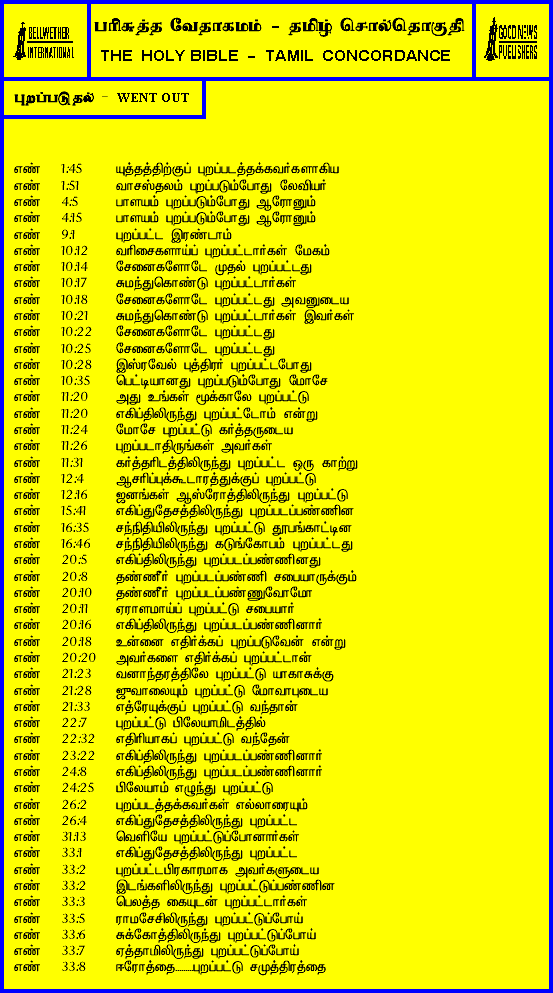 BELLWETHER
INTERNATIONAL
பரிசுத்த வேதாகமம் - தமிழ் சொல்தொகுதி
THE HOLY BIBLE - TAMIL CONCORDANCE
GOOD NEWS
PUBLISHERS
புறப்படுதல் - WENT OUT
எண் 1:45 யுத்தத்திற்குப் புறப்படத்தக்கவர்களாகிய
எண் 1:51 வாசஸ்தலம் புறப்படும்போது லேவியர்
எண் 4:5 பாளயம் புறப்படும்போது ஆரோனும்
எண் 4:15 பாளயம் புறப்படும்போது ஆரோனும்
எண் 9:1 புறப்பட்ட இரண்டாம்
எண் 10:12 வரிசைகளாய்ப் புறப்பட்டார்கள் மேகம்
எண் 10:14 சேனைகளோடே முதல் புறப்பட்டது
எண் 10:17 சுமந்துகொண்டு புறப்பட்டார்கள்
எண் 10:18 சேனைகளோடே புறப்பட்டது அவனுடைய
எண் 10:21 சுமந்துகொண்டு புறப்பட்டார்கள் இவர்கள்
எண் 10:22 சேனைகளோடே புறப்பட்டது
எண் 10:25 சேனைகளோடே புறப்பட்டது
எண் 10:28 இஸ்ரவேல் புத்திரர் புறப்பட்டபோது
எண் 10:35 பெட்டியானது புறப்படும்போது மோசே
எண் 11:20 அது உங்கள் மூக்காலே புறப்பட்டு
எண் 11:20 எகிப்திலிருந்து புறப்பட்டோம் என்று
எண் 11:24 மோசே புறப்பட்டு கர்த்தருடைய
எண் 11:26 புறப்படாதிருங்கள் அவர்கள்
எண் 11:31 கர்த்தரிடத்திலிருந்து புறப்பட்ட ஒரு காற்று
எண் 12:4 ஆசரிப்புக்கூடாரத்துக்குப் புறப்பட்டு
எண் 12:16 ஜனங்கள் ஆஸ்ரோத்திலிருந்து புறப்பட்டு
எண் 15:41 எகிப்துதேசத்திலிருந்து புறப்படப்பண்ணின
எண் 16:35 சந்நிதியிலிருந்து புறப்பட்டு தூபங்காட்டின
எண் 16:46 சந்நிதியிலிருந்து கடுங்கோபம் புறப்பட்டது
எண் 20:5 எகிப்திலிருந்து புறப்படப்பண்ணினது
எண் 20:8 தண்ணீர் புறப்படப்பண்ணி சபையாருக்கும்
எண் 20:10 தண்ணீர் புறப்படப்பண்ணுவோமோ
எண் 20:11 ஏராளமாய்ப் புறப்பட்டு சபையார்
எண் 20:16 எகிப்திலிருந்து புறப்படப்பண்ணினார்
எண் 20:18 உன்னை எதிர்க்கப் புறப்படுவேன் என்று
எண் 20:20 அவர்களை எதிர்க்கப் புறப்பட்டான்
எண் 21:23 வனாந்தரத்திலே புறப்பட்டு யாகாசுக்கு
எண் 21:28 ஜுவாலையும் புறப்பட்டு மோவாபுடைய
எண் 21:33 எத்ரேயுக்குப் புறப்பட்டு வந்தான்
எண் 22:7 புறப்பட்டு பிலேயாமிடத்தில்
எண் 22:32 எதிரியாகப் புறப்பட்டு வந்தேன்
எண் 23:22 எகிப்திலிருந்து புறப்படப்பண்ணினார்
எண் 24:8 எகிப்திலிருந்து புறப்படப்பண்ணினார்
எண் 24:25 பிலேயாம் எழுந்து புறப்பட்டு
எண் 26:2 புறப்படத்தக்கவர்கள் எல்லாரையும்
எண் 26:4 எகிப்துதேசத்திலிருந்து புறப்பட்ட
எண் 31:13 வெளியே புறப்பட்டுப்போனார்கள்
எண் 33:1 எகிப்துதேசத்திலிருந்து புறப்பட்ட
எண் 33:2 புறப்பட்டபிரகாரமாக அவர்களுடைய
எண் 33:2 இடங்களிலிருந்து புறப்பட்டுப்பண்ணின
எண் 33:3 பெலத்த கையுடன் புறப்பட்டார்கள்
எண் 33:5 ராமசேசிலிருந்து புறப்பட்டுப்போய்
எண் 33:6 சுக்கோத்திலிருந்து புறப்பட்டுப்போய்
எண் 33:7 ஏத்தாமிலிருந்து புறப்பட்டுப்போய்
எண் 33:8 ஈரோத்தை.........புறப்பட்டு சமுத்திரத்தை